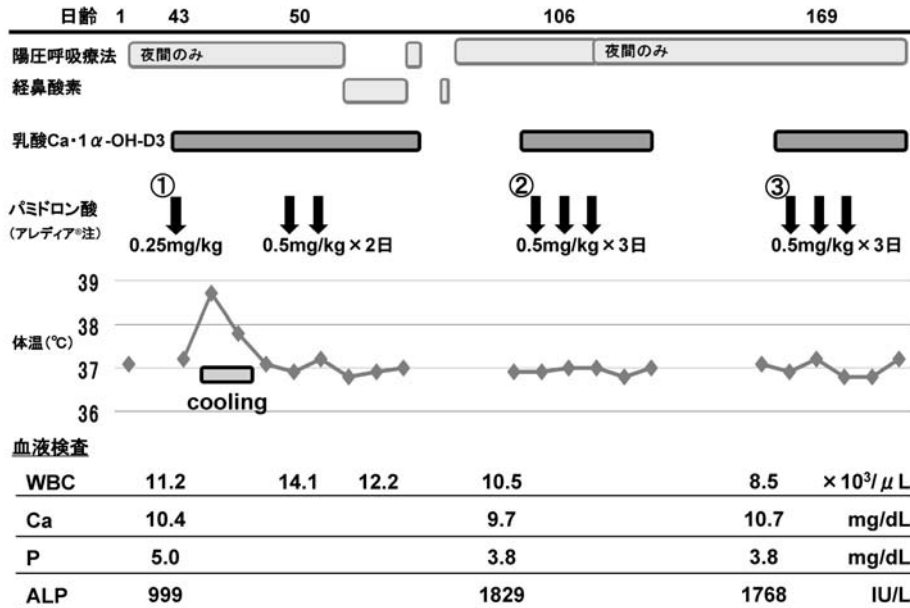 日齢 1 43 50 106 169
陽圧呼吸療法 夜間のみ 夜間のみ
経鼻酸素
乳酸Ca・1α-OH-D3
① ② ③
パミドロン酸
(アレディア®注)
0.25mg/kg 0.5mg/kg×2日 0.5mg/kg×3日 0.5mg/kg×3日
39
38
体温(℃)
37
cooling
36
血液検査
WBC 11.2 14.1 12.2 10.5 8.5 ×10³/μL
Ca 10.4 9.7 10.7 mg/dL
P 5.0 3.8 3.8 mg/dL
ALP 999 1829 1768 IU/L